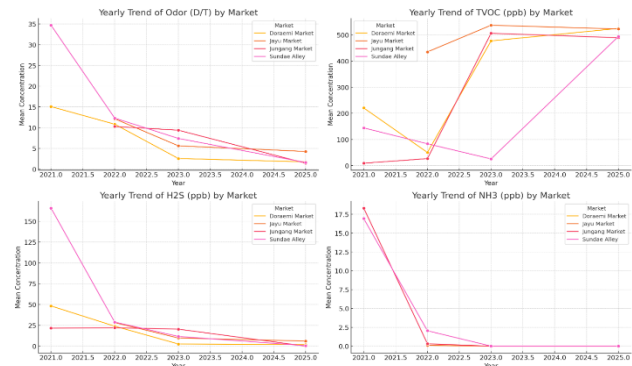 Yearly Trend of Odor (D/T) by Market
Mean Concentration
35
30
25
20
15
10
5
0
Market
Doraemi Market
Jayu Market
Jungang Market
Sundae Alley
2021.0 2021.5 2022.0 2022.5 2023.0 2023.5 2024.0 2024.5 2025.0
Year
Yearly Trend of TVOC (ppb) by Market
Mean Concentration
500
400
300
200
100
0
Market
Doraemi Market
Jayu Market
Jungang Market
Sundae Alley
2021.0 2021.5 2022.0 2022.5 2023.0 2023.5 2024.0 2024.5 2025.0
Year
Yearly Trend of H2S (ppb) by Market
Mean Concentration
150
125
100
75
50
25
0
Market
Doraemi Market
Jayu Market
Jungang Market
Sundae Alley
2021.0 2021.5 2022.0 2022.5 2023.0 2023.5 2024.0 2024.5 2025.0
Year
Yearly Trend of NH3 (ppb) by Market
Mean Concentration
17.5
15.0
12.5
10.0
7.5
5.0
2.5
0.0
Market
Doraemi Market
Jayu Market
Jungang Market
Sundae Alley
2021.0 2021.5 2022.0 2022.5 2023.0 2023.5 2024.0 2024.5 2025.0
Year